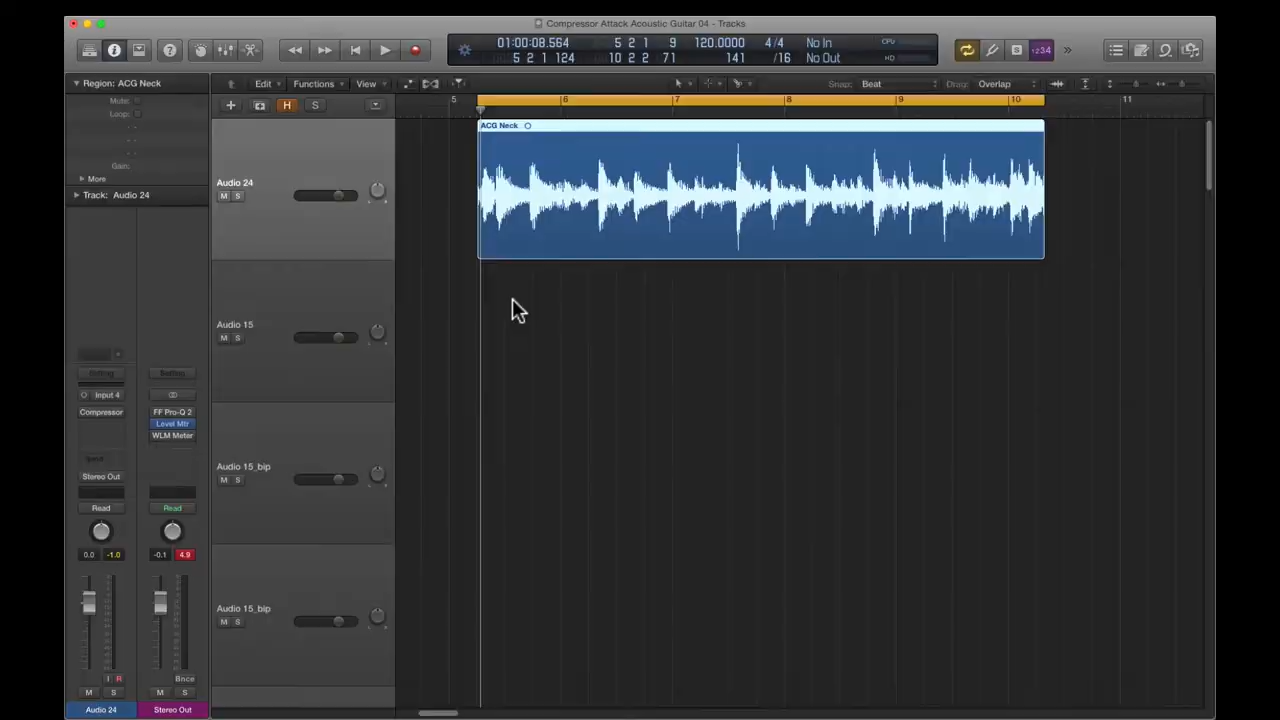 Compressor Attack Acoustic Guitar 04 - Tracks
01:00:08.564 5 2 1 9 120.0000 4/4 No In CPU
5 2 1 124 10 2 2 71 141 /16 No Out HD
1234
Region: ACG Neck
Edit Functions View Snap: Beat Drag: Overlap
Mute:
Loop:
Gain:
More
Track: Audio 24
H S
5 6 7 8 9 10 11
ACG Neck
Audio 24
M S
Audio 15
M S
Audio 15_bip
M S
Audio 15_bip
M S
Setting
Input 4
Compressor FF Pro-Q 2
Level Mtr
WLM Meter
Stereo Out
Read Read
0.0 -1.0 -0.1 4.9
I R Bnce
M S M S
Audio 24 Stereo Out